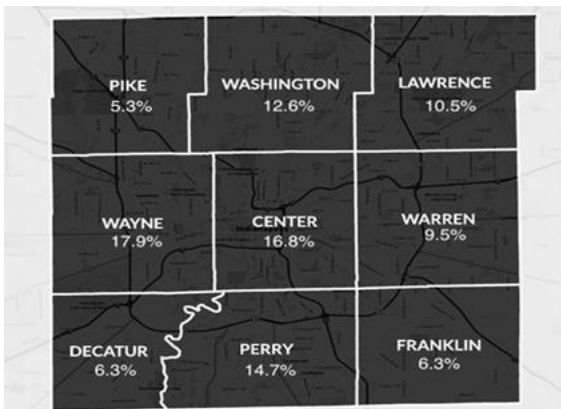 PIKE
5.3%
WASHINGTON
12.6%
LAWRENCE
10.5%
WAYNE
17.9%
CENTER
16.8%
WARREN
9.5%
DECATUR
6.3%
PERRY
14.7%
FRANKLIN
6.3%